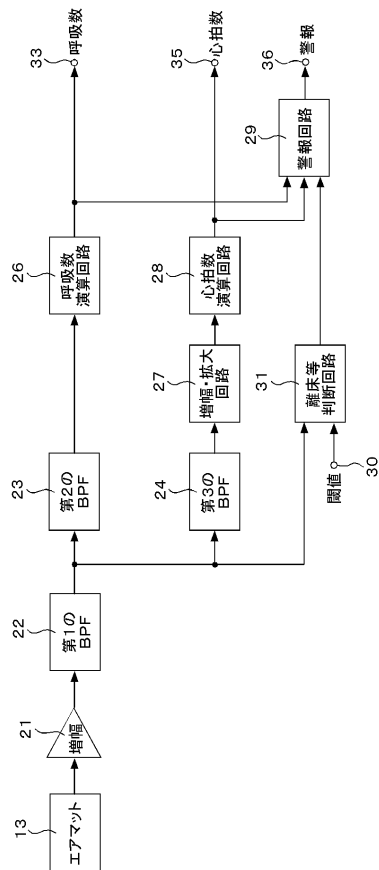 13
エアマット
21
増幅
22
第1の
BPF
23
第2の
BPF
26
呼吸数
演算回路
33
呼吸数
24
第3の
BPF
27
増幅・拡大
回路
28
心拍数
演算回路
35
心拍数
閾値
30
31
離床等
判断回路
29
警報回路
36
警報